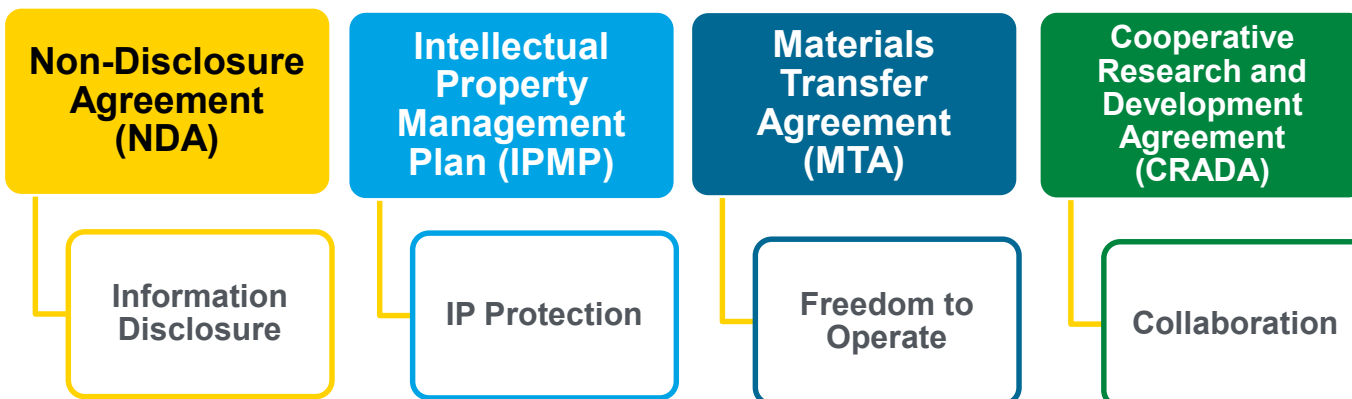 Non-Disclosure
Agreement
(NDA)
Information
Disclosure
Intellectual
Property
Management
Plan (IPMP)
IP Protection
Materials
Transfer
Agreement
(MTA)
Freedom to
Operate
Cooperative
Research and
Development
Agreement
(CRADA)
Collaboration